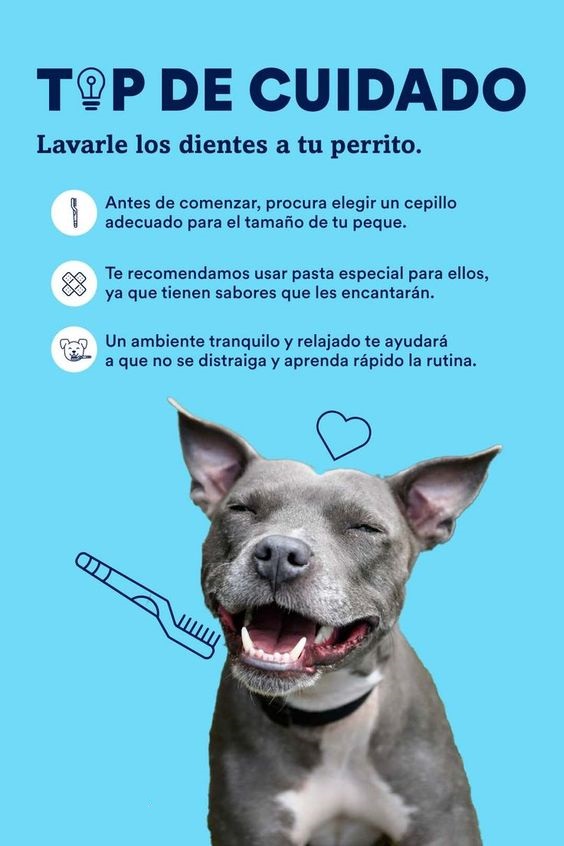 TIP DE CUIDADO
Lavarle los dientes a tu perrito.
Antes de comenzar, procura elegir un cepillo
adecuado para el tamaño de tu peque.
Te recomendamos usar pasta especial para ellos,
ya que tienen sabores que les encantarán.
Un ambiente tranquilo y relajado te ayudará
a que no se distraiga y aprenda rápido la rutina.